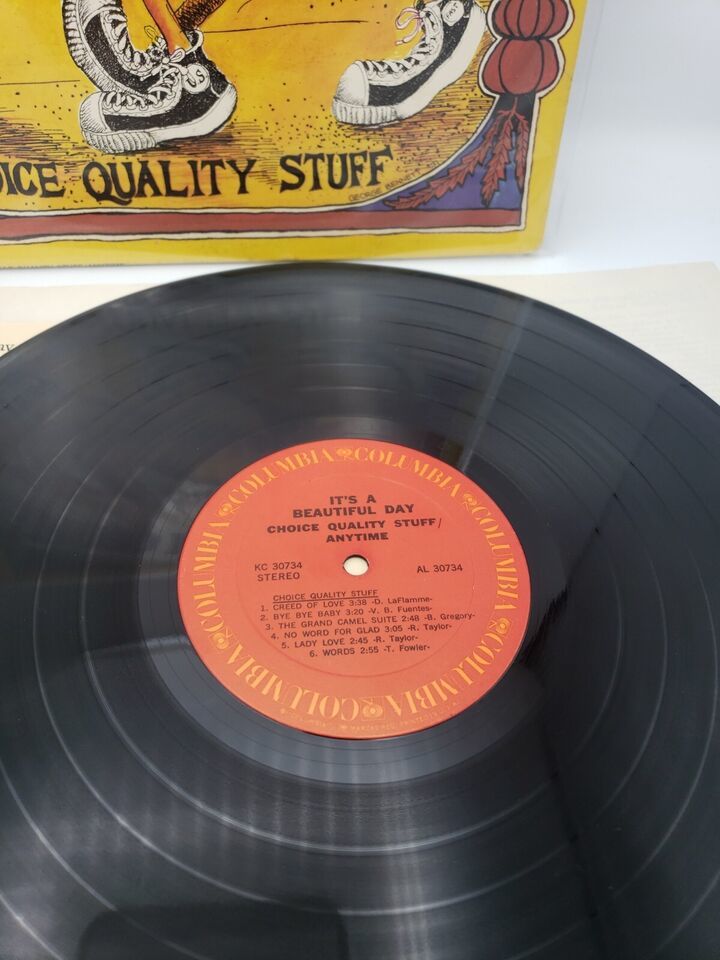 ICE QUALITY STUFF
GEORGE BENNETT
COLUMBIA COLUMBIA COLUMBIA COLUMBIA COLUMBIA COLUMBIA
IT'S A
BEAUTIFUL DAY
CHOICE QUALITY STUFF/
ANYTIME
KC 30734
STEREO
AL 30734
CHOICE QUALITY STUFF
1. CREED OF LOVE 3:38 -D. LaFlamme-
2. BYE BYE BABY 3:20 -V. B. Fuentes-
3. THE GRAND CAMEL SUITE 2:48 -B. Gregory-
4. NO WORD FOR GLAD 3:05 -R. Taylor-
5. LADY LOVE 2:45 -R. Taylor-
6. WORDS 2:55 -T. Fowler-